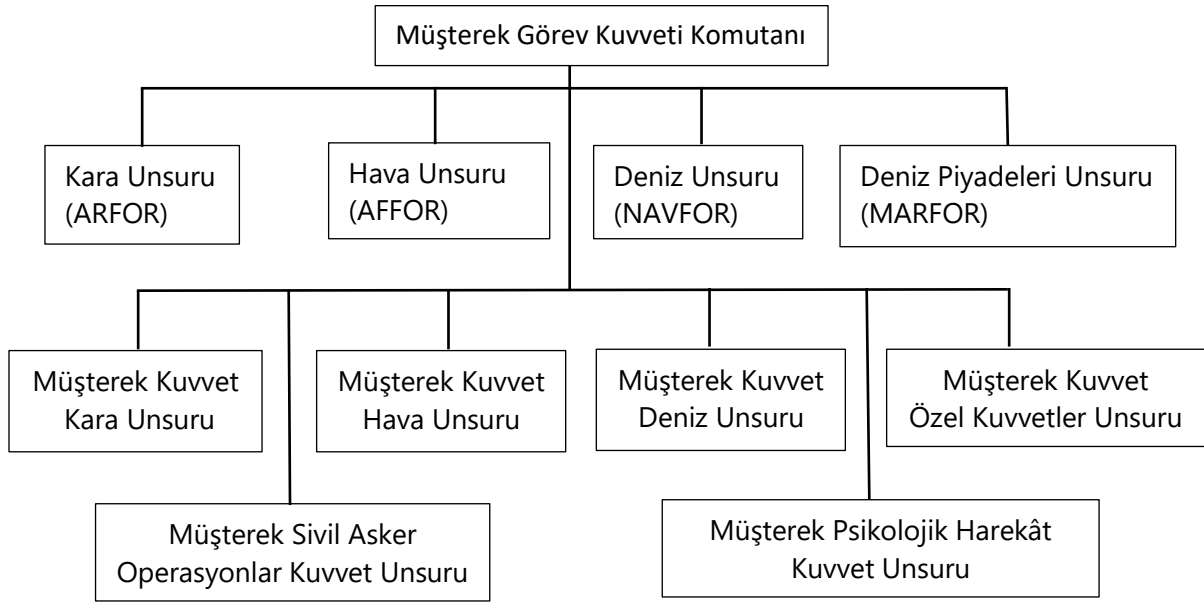 Müşterek Görev Kuvveti Komutanı
Kara Unsuru
(ARFOR)
Hava Unsuru
(AFFOR)
Deniz Unsuru
(NAVFOR)
Deniz Piyadeleri Unsuru
(MARFOR)
Müşterek Kuvvet
Kara Unsuru
Müşterek Kuvvet
Hava Unsuru
Müşterek Kuvvet
Deniz Unsuru
Müşterek Kuvvet
Özel Kuvvetler Unsuru
Müşterek Sivil Asker
Operasyonlar Kuvvet Unsuru
Müşterek Psikolojik Harekât
Kuvvet Unsuru